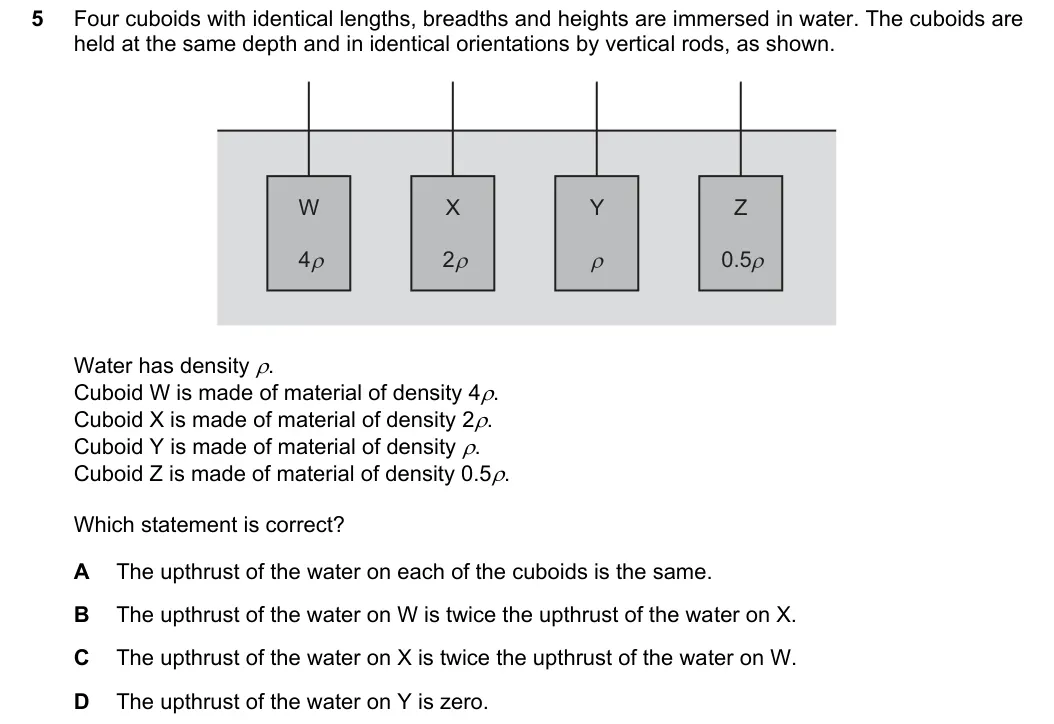 5 Four cuboids with identical lengths, breadths and heights are immersed in water. The cuboids are
held at the same depth and in identical orientations by vertical rods, as shown.
W X Y Z
4ρ 2ρ ρ 0.5ρ
Water has density ρ.
Cuboid W is made of material of density 4ρ.
Cuboid X is made of material of density 2ρ.
Cuboid Y is made of material of density ρ.
Cuboid Z is made of material of density 0.5ρ.
Which statement is correct?
A The upthrust of the water on each of the cuboids is the same.
B The upthrust of the water on W is twice the upthrust of the water on X.
C The upthrust of the water on X is twice the upthrust of the water on W.
D The upthrust of the water on Y is zero.